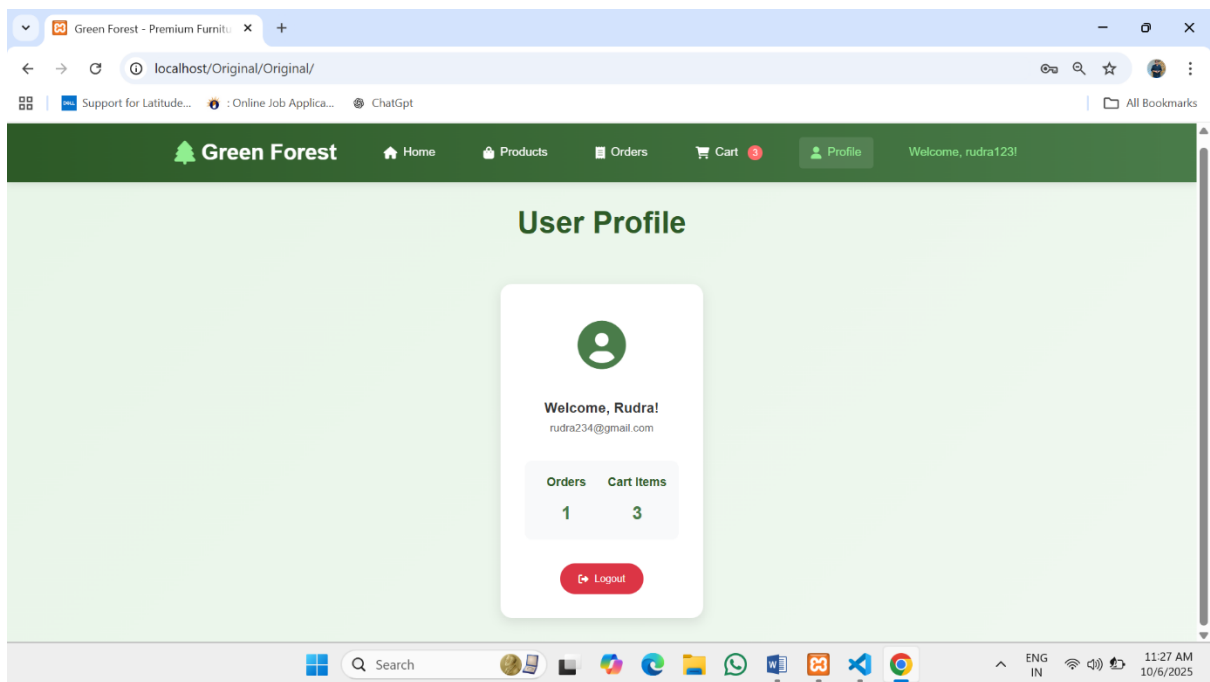 Green Forest - Premium Furnitu
localhost/Original/Original/
DELL Support for Latitude... : Online Job Applica... ChatGpt All Bookmarks
Green Forest Home Products Orders Cart 3 Profile Welcome, rudra123!
User Profile
Welcome, Rudra!
rudra234@gmail.com
Orders Cart Items
1 3
Logout
Search
ENG
IN
11:27 AM
10/6/2025